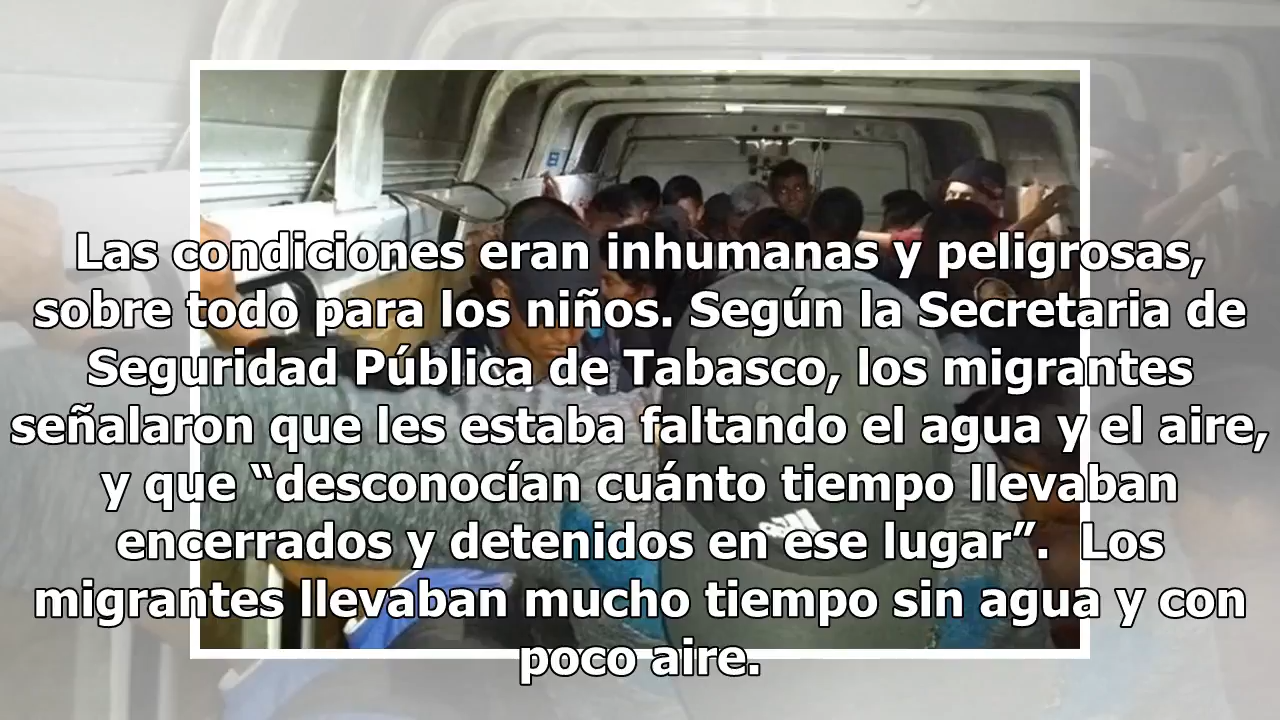 Las condiciones eran inhumanas y peligrosas,
sobre todo para los niños. Según la Secretaria de
Seguridad Pública de Tabasco, los migrantes
señalaron que les estaba faltando el agua y el aire,
y que “desconocían cuánto tiempo llevaban
encerrados y detenidos en ese lugar”.  Los
migrantes llevaban mucho tiempo sin agua y con
poco aire.